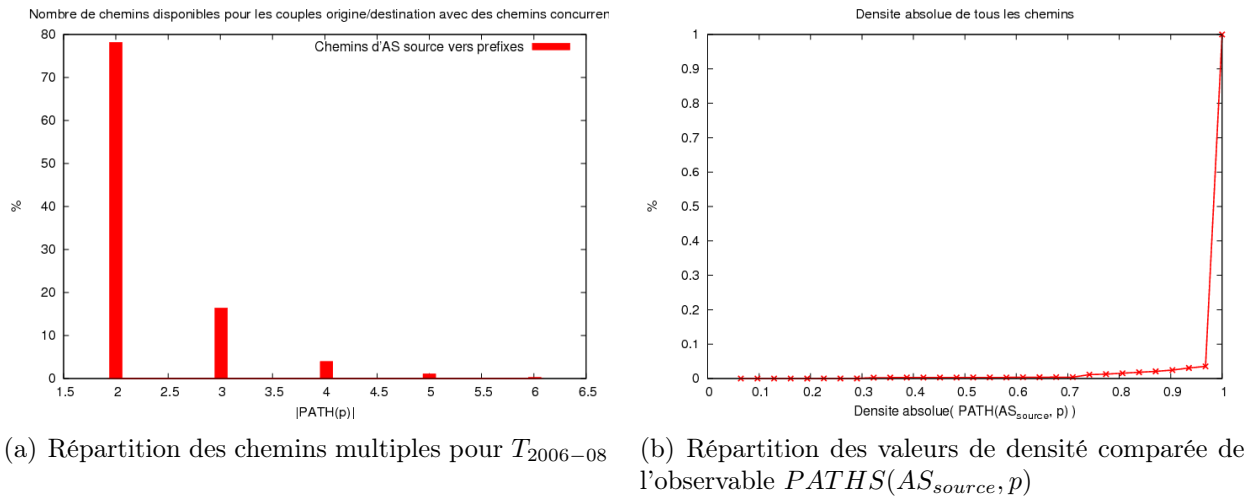 Nombre de chemins disponibles pour les couples origine/destination avec des chemins concurren
80
70
60
50
40
30
20
10
0
%
Chemins d'AS source vers prefixes
1.5 2 2.5 3 3.5 4 4.5 5 5.5 6 6.5
|PATH(p)|
(a) Répartition des chemins multiples pour T2006−08
Densite absolue de tous les chemins
1
0.9
0.8
0.7
0.6
0.5
0.4
0.3
0.2
0.1
0
%
0 0.1 0.2 0.3 0.4 0.5 0.6 0.7 0.8 0.9 1
Densite absolue( PATH(ASsource, p) )
(b) Répartition des valeurs de densité comparée de
l'observable PATHS(ASsource, p)